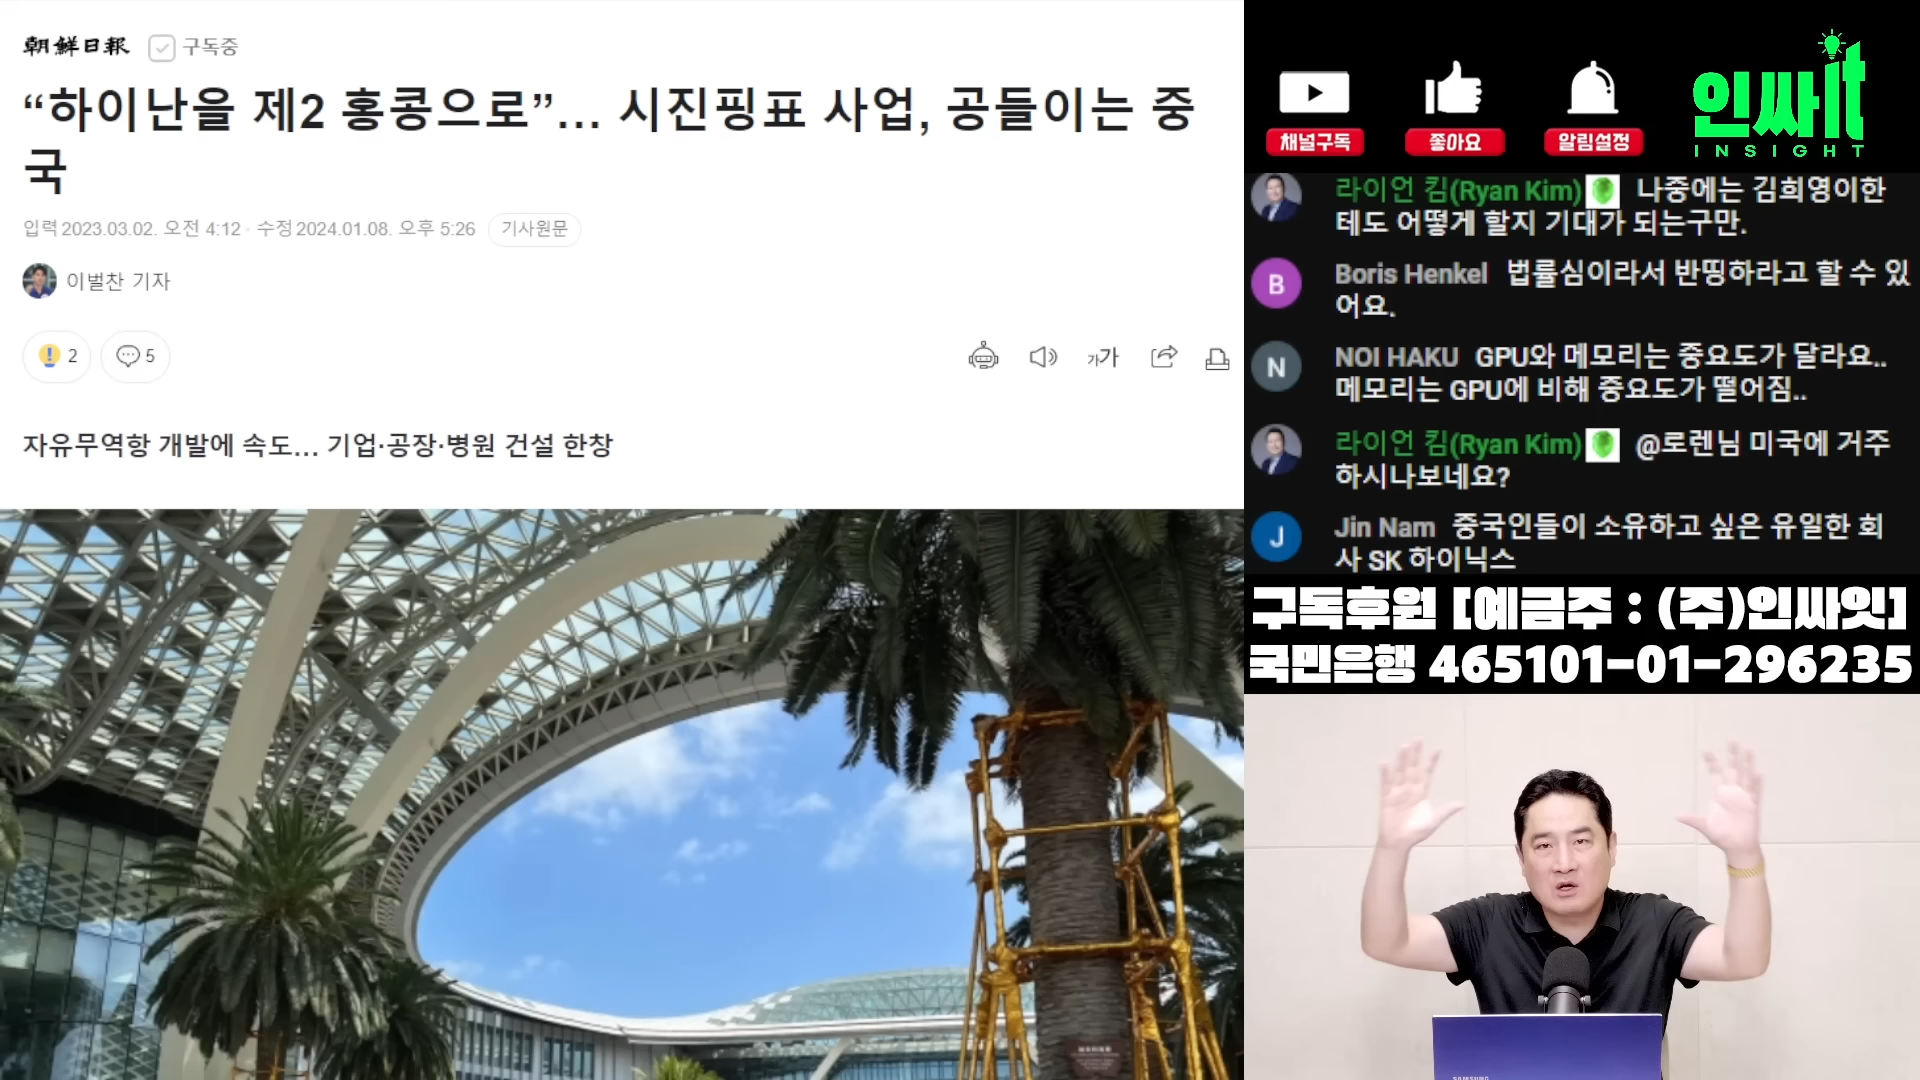 朝鮮日報 구독중
“하이난을 제2 홍콩으로”… 시진핑표 사업, 공들이는 중
국
입력 2023.03.02. 오전 4:12 · 수정 2024.01.08. 오후 5:26 기사원문
이벌찬 기자
2 5
가가
자유무역항 개발에 속도… 기업·공장·병원 건설 한창
채널구독 좋아요 알림설정
인싸it
INSIGHT
라이언 킴(Ryan Kim) 나중에는 김희영이한
테도 어떻게 할지 기대가 되는구만.
B Boris Henkel 법률심이라서 반띵하라고 할 수 있
어요.
N NOI HAKU GPU와 메모리는 중요도가 달라요..
메모리는 GPU에 비해 중요도가 떨어짐..
라이언 킴(Ryan Kim) @로렌님 미국에 거주
하시나보네요?
J Jin Nam 중국인들이 소유하고 싶은 유일한 회
사 SK 하이닉스
구독후원 [예금주 : (주)인싸잇]
국민은행 465101-01-296235
SAMSUNG